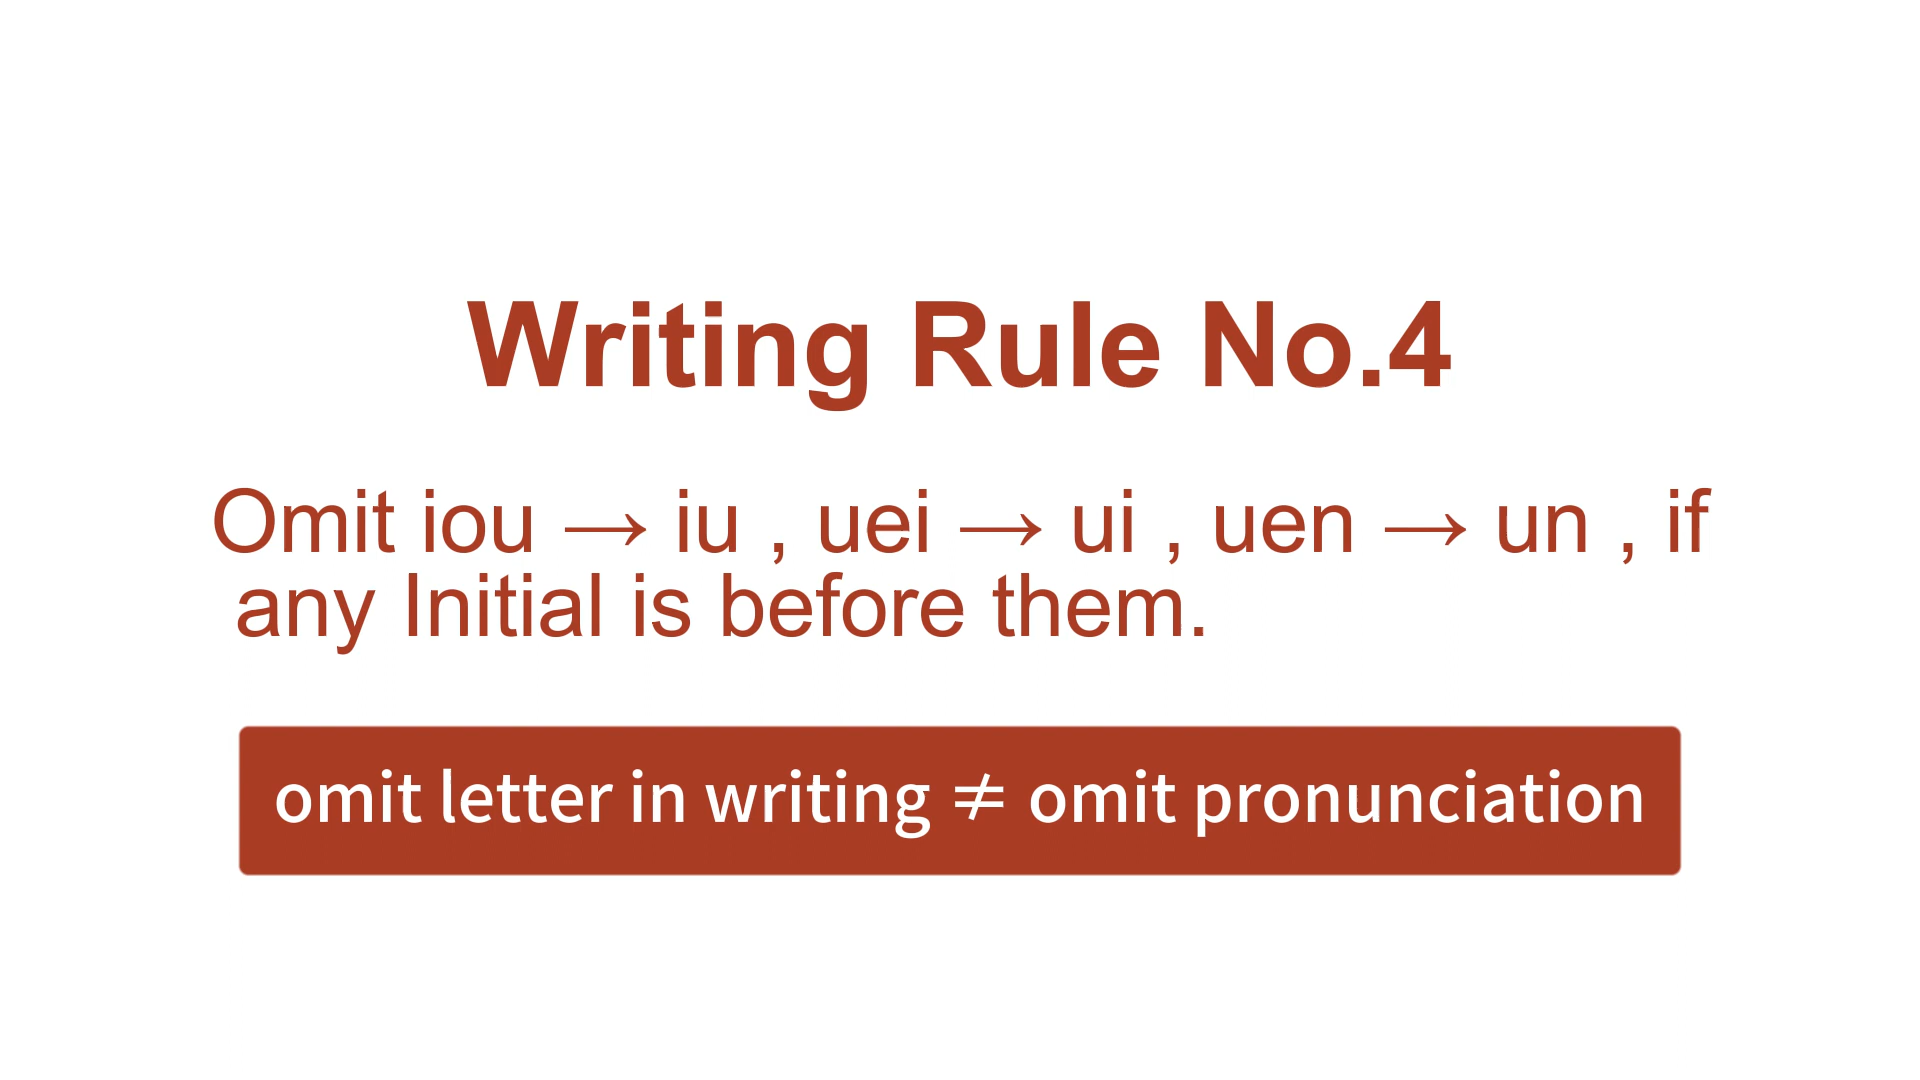 Writing Rule No.4
Omit iou → iu , uei → ui , uen → un , if
any Initial is before them.
omit letter in writing ≠ omit pronunciation